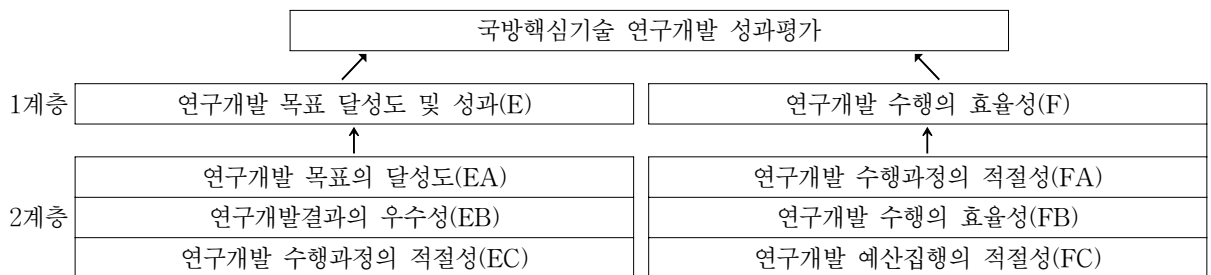 국방핵심기술 연구개발 성과평가
1계층 연구개발 목표 달성도 및 성과(E) 연구개발 수행의 효율성(F)
연구개발 목표의 달성도(EA) 연구개발 수행과정의 적절성(FA)
2계층 연구개발결과의 우수성(EB) 연구개발 수행의 효율성(FB)
연구개발 수행과정의 적절성(EC) 연구개발 예산집행의 적절성(FC)